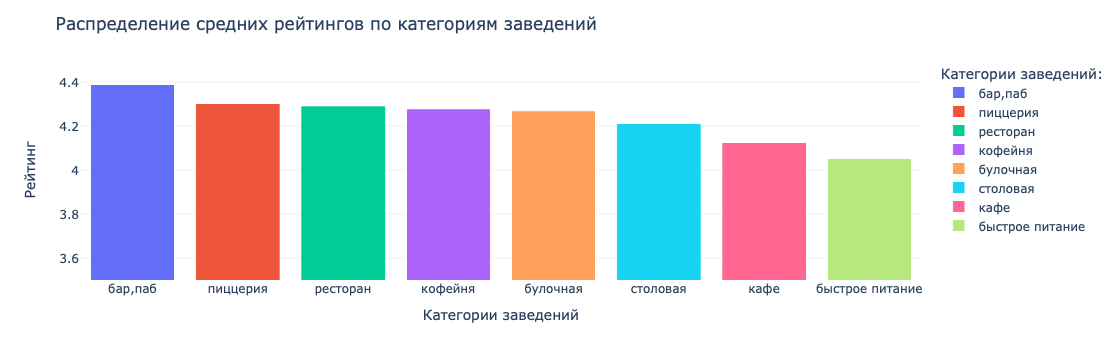 Распределение средних рейтингов по категориям заведений
4.4
4.2
4
3.8
3.6
Рейтинг
бар,паб
пиццерия
ресторан
кофейня
булочная
столовая
кафе
быстрое питание
Категории заведений
Категории заведений:
бар,паб
пиццерия
ресторан
кофейня
булочная
столовая
кафе
быстрое питание